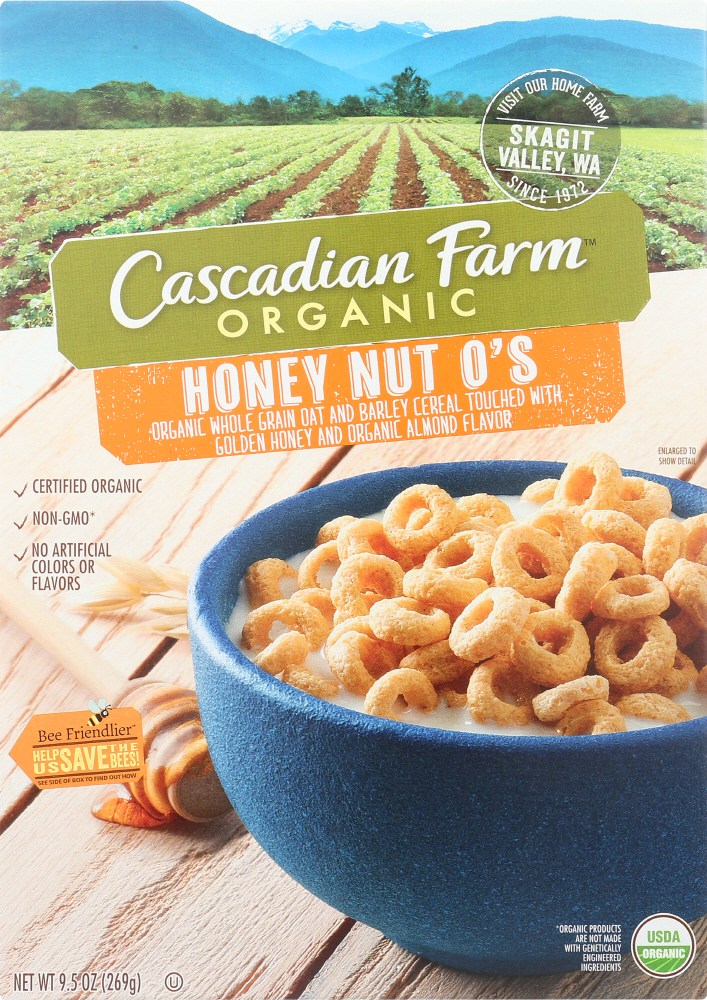 VISIT OUR HOME FARM
SKAGIT
VALLEY, WA
SINCE 1972
Cascadian Farm™
ORGANIC
HONEY NUT O'S
ORGANIC WHOLE GRAIN OAT AND BARLEY CEREAL TOUCHED WITH
GOLDEN HONEY AND ORGANIC ALMOND FLAVOR
ENLARGED TO
SHOW DETAIL
✓ CERTIFIED ORGANIC
✓ NON-GMO*
✓ NO ARTIFICIAL
COLORS OR
FLAVORS
Bee Friendlier™
HELP US SAVE THE BEES!
SEE SIDE OF BOX TO FIND OUT HOW
*ORGANIC PRODUCTS
ARE NOT MADE
WITH GENETICALLY
ENGINEERED
INGREDIENTS
USDA
ORGANIC
NET WT 9.5 OZ (269g) U